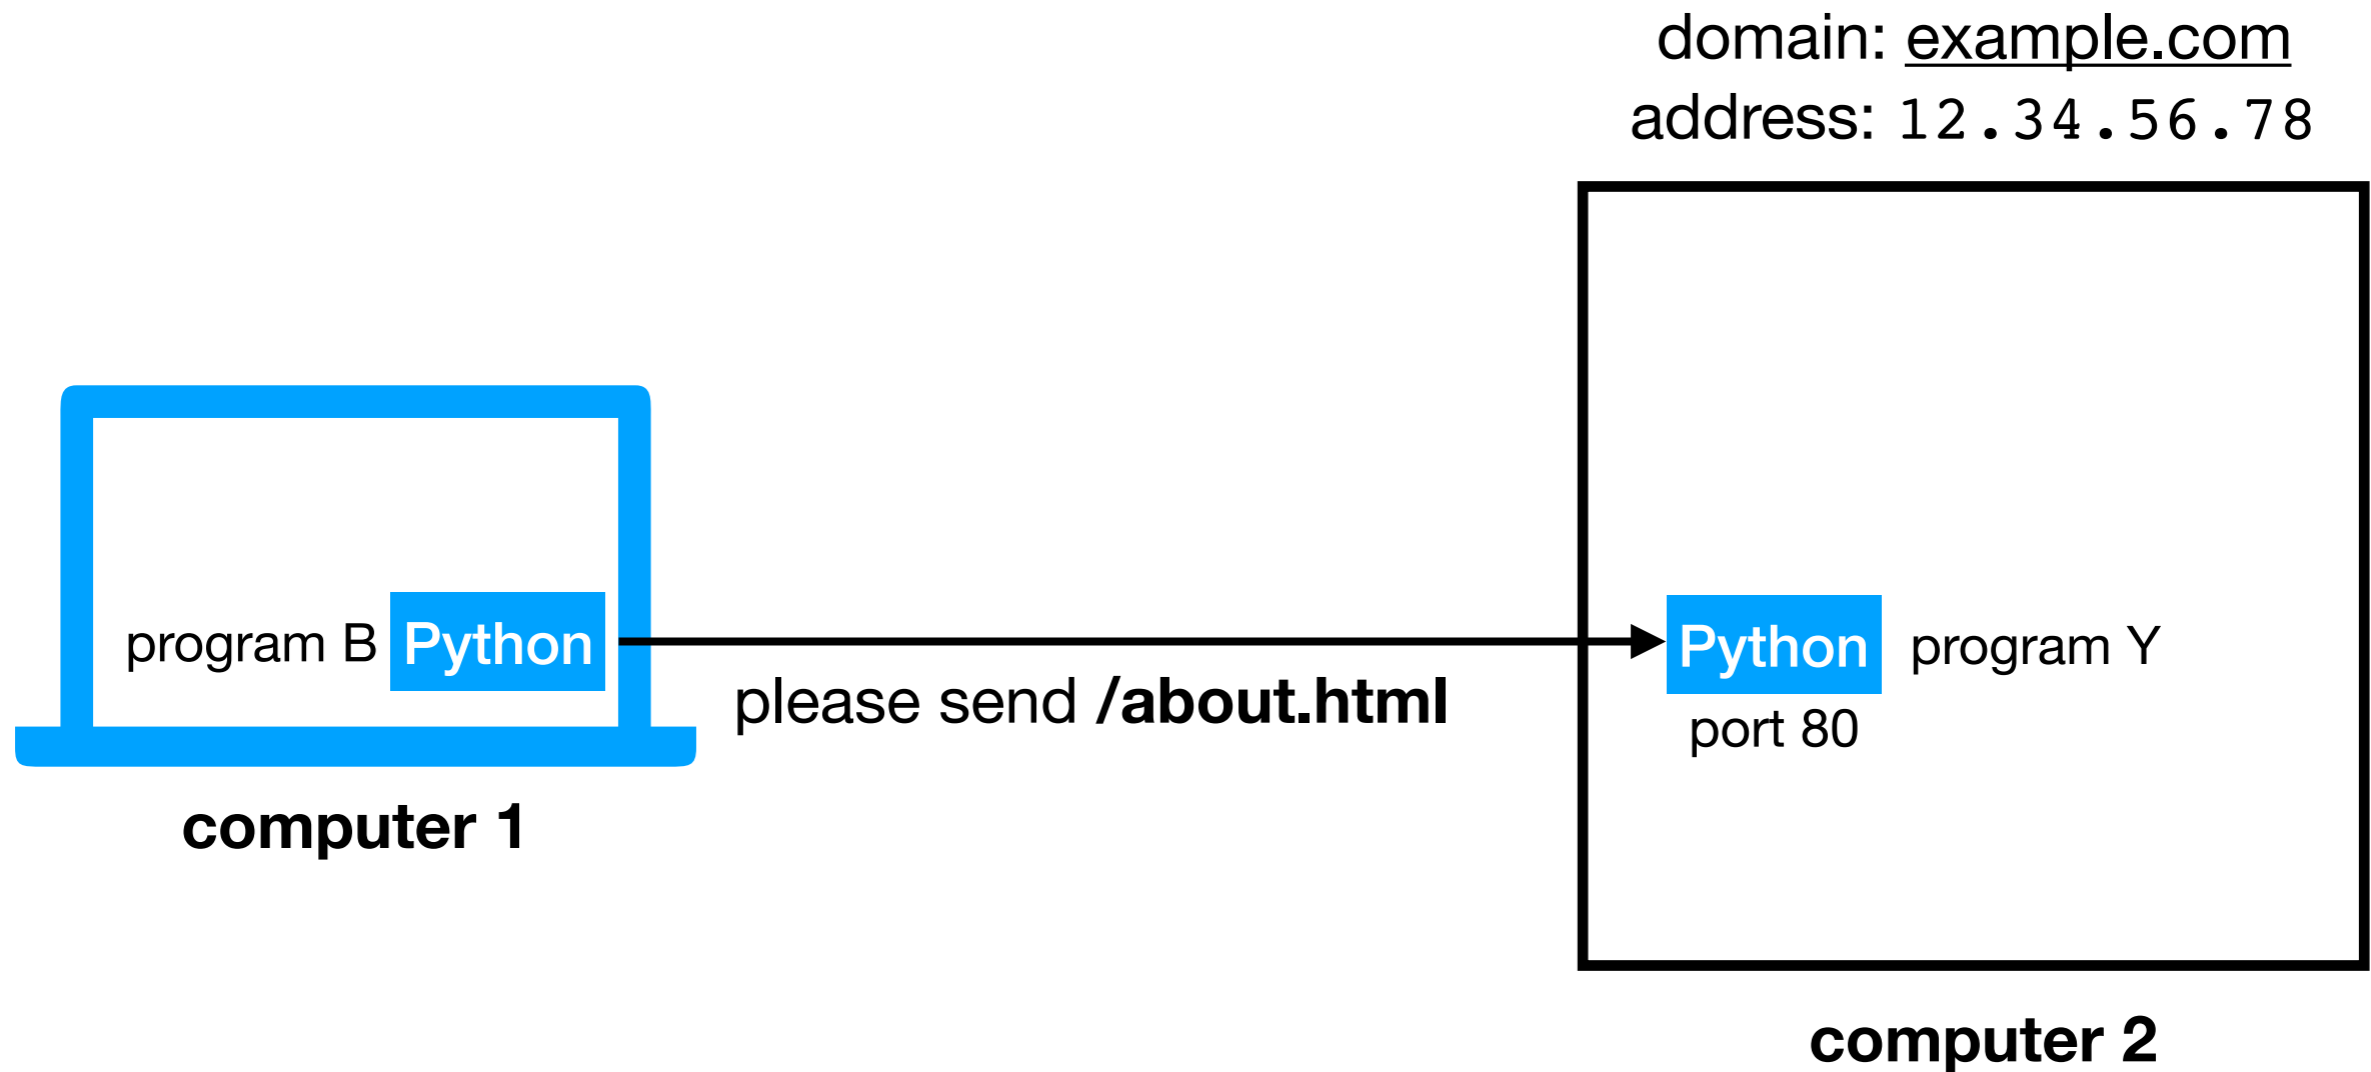 domain: example.com
address: 12.34.56.78
program B Python
Python program Y
please send /about.html
port 80
computer 1
computer 2